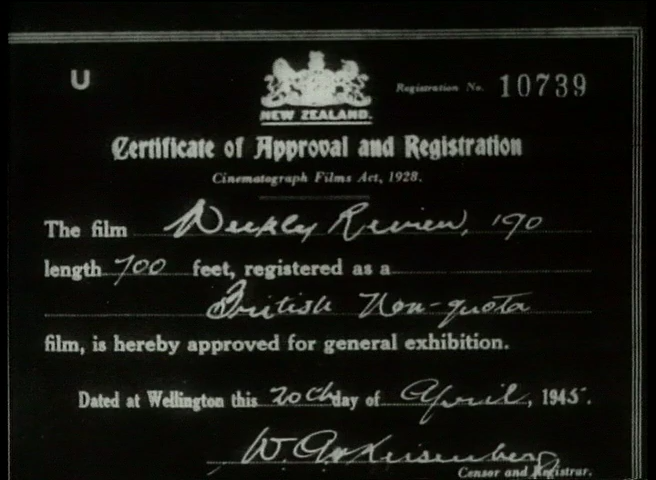 U
NEW ZEALAND.
Registration No. 10739
Certificate of Approval and Registration
Cinematograph Films Act, 1928.
The film Weekly Review, 190
length 700 feet, registered as a
British Non-quota
film, is hereby approved for general exhibition.
Dated at Wellington this 20th day of April, 1945.
W. A.
Censor and Registrar.